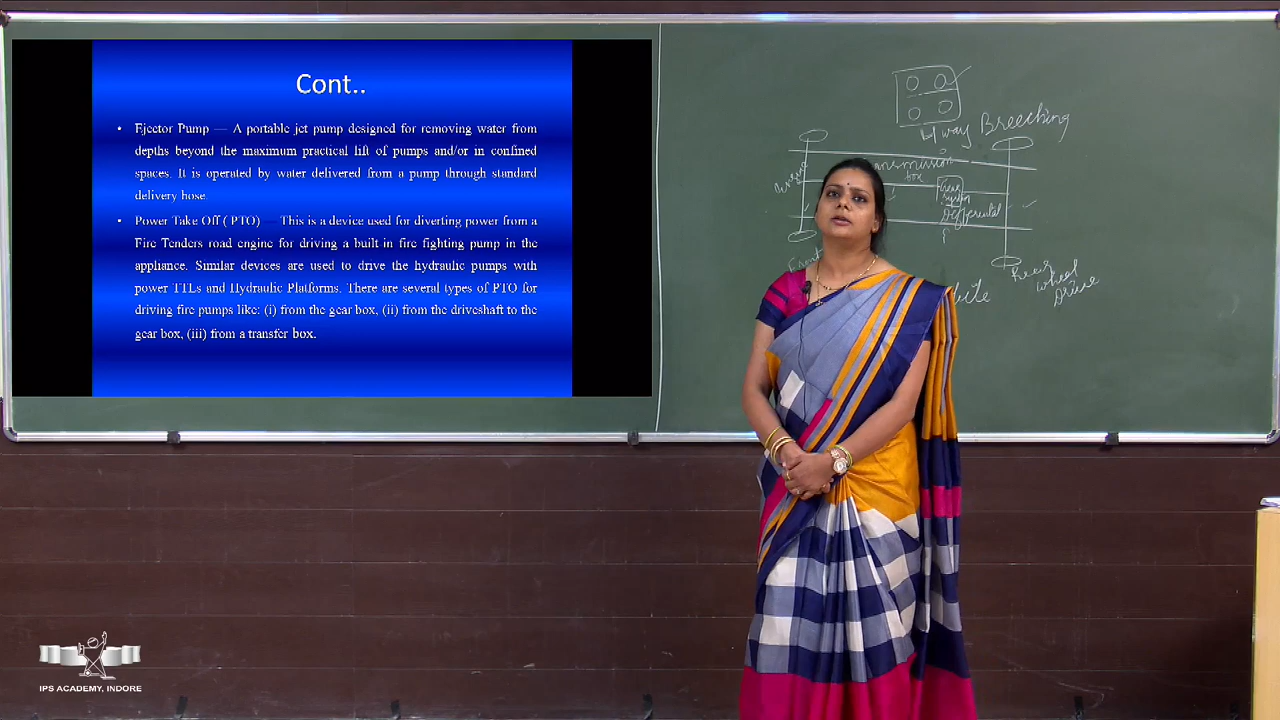 Cont..
• Ejector Pump — A portable jet pump designed for removing water from
depths beyond the maximum practical lift of pumps and/or in confined
spaces. It is operated by water delivered from a pump through standard
delivery hose.
• Power Take Off ( PTO) — This is a device used for diverting power from a
Fire Tenders road engine for driving a built in fire fighting pump in the
appliance. Similar devices are used to drive the hydraulic pumps with
power TTLs and Hydraulic Platforms. There are several types of PTO for
driving fire pumps like: (i) from the gear box, (ii) from the driveshaft to the
gear box, (iii) from a transfer box.
4 way Breeching
box
Differential
Front
Rear
wheel
Drive
IPS ACADEMY, INDORE